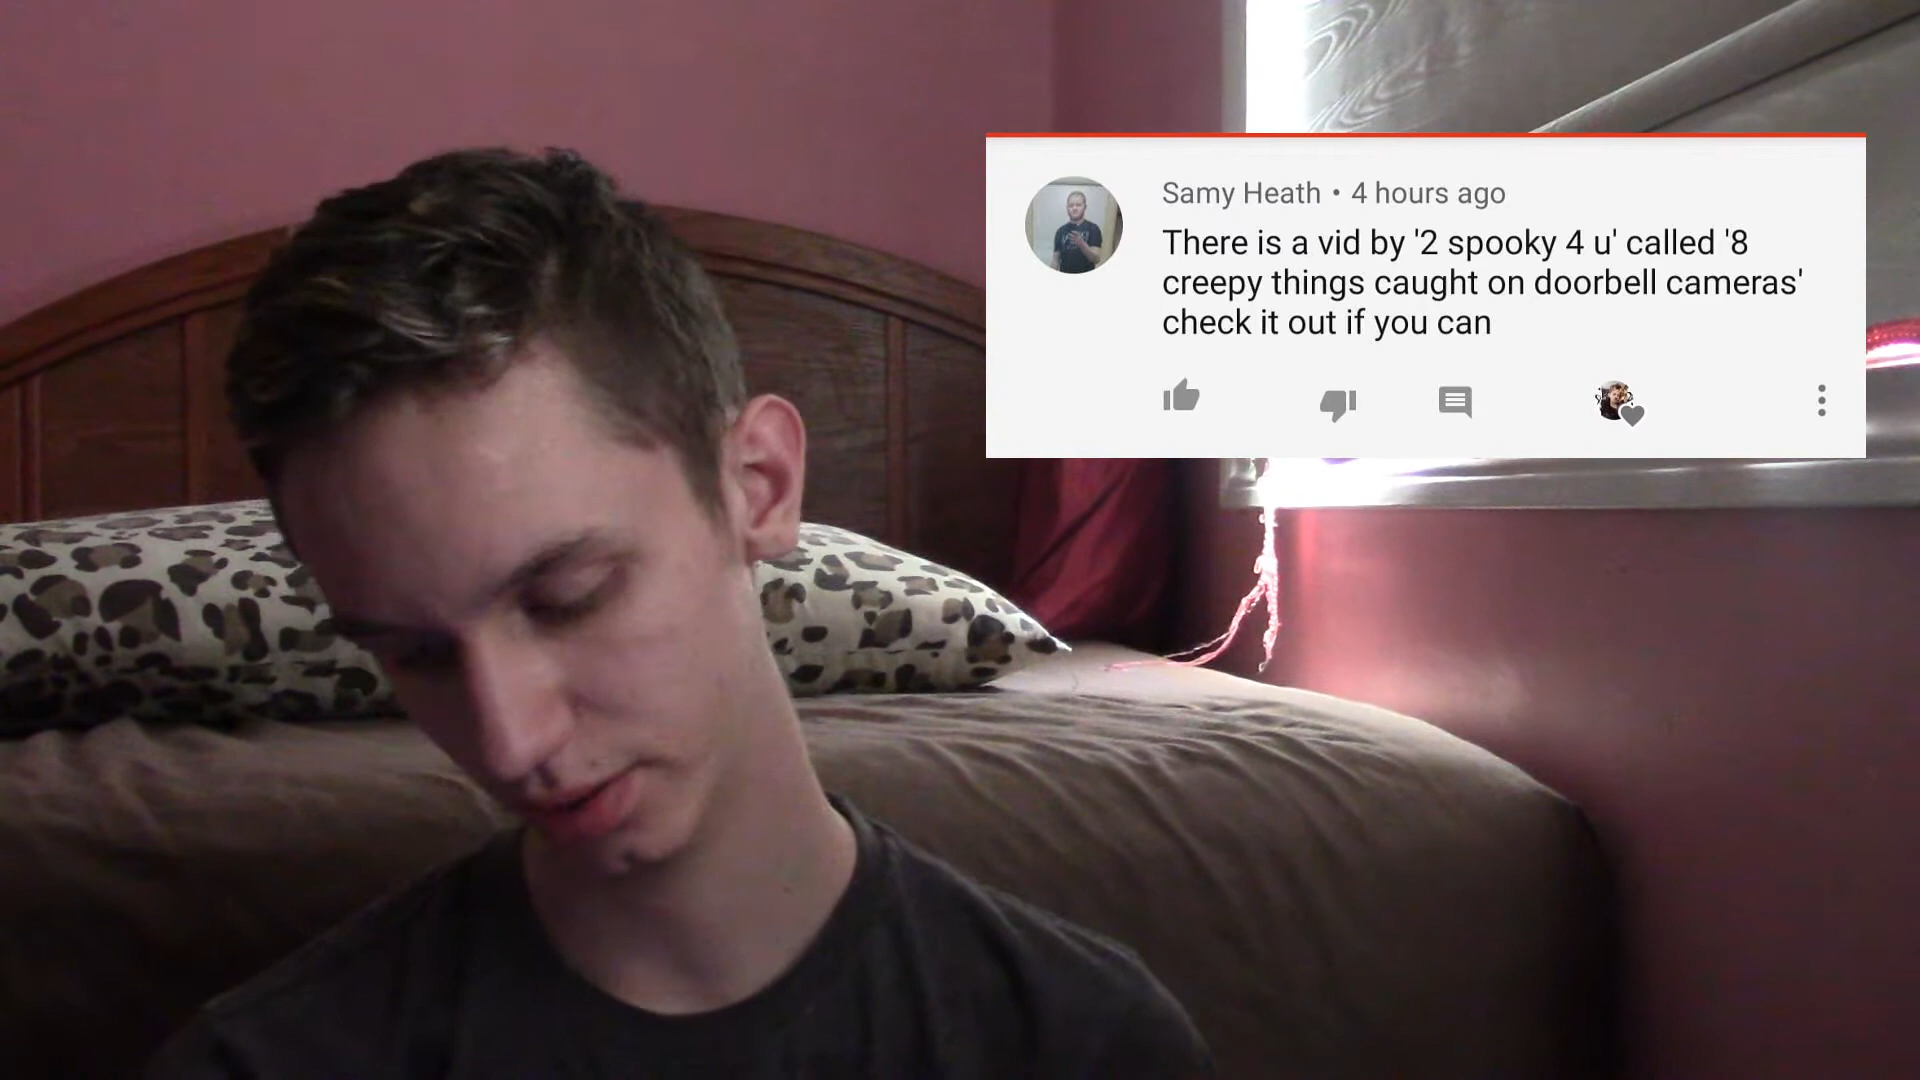 Samy Heath • 4 hours ago
There is a vid by '2 spooky 4 u' called '8
creepy things caught on doorbell cameras'
check it out if you can